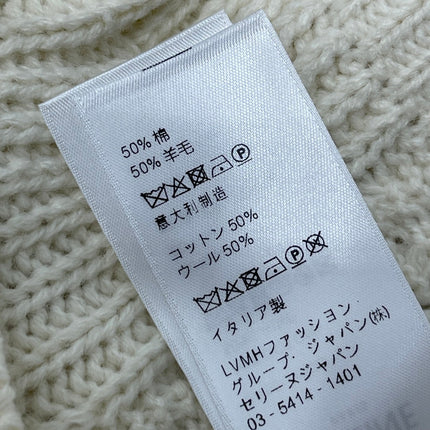 50% 棉
50% 羊毛
意大利制造
コットン 50%
ウール 50%
イタリア製
LVMHファッション.
グループ. ジャパン(株)
セリーヌジャパン
03-5414-1401